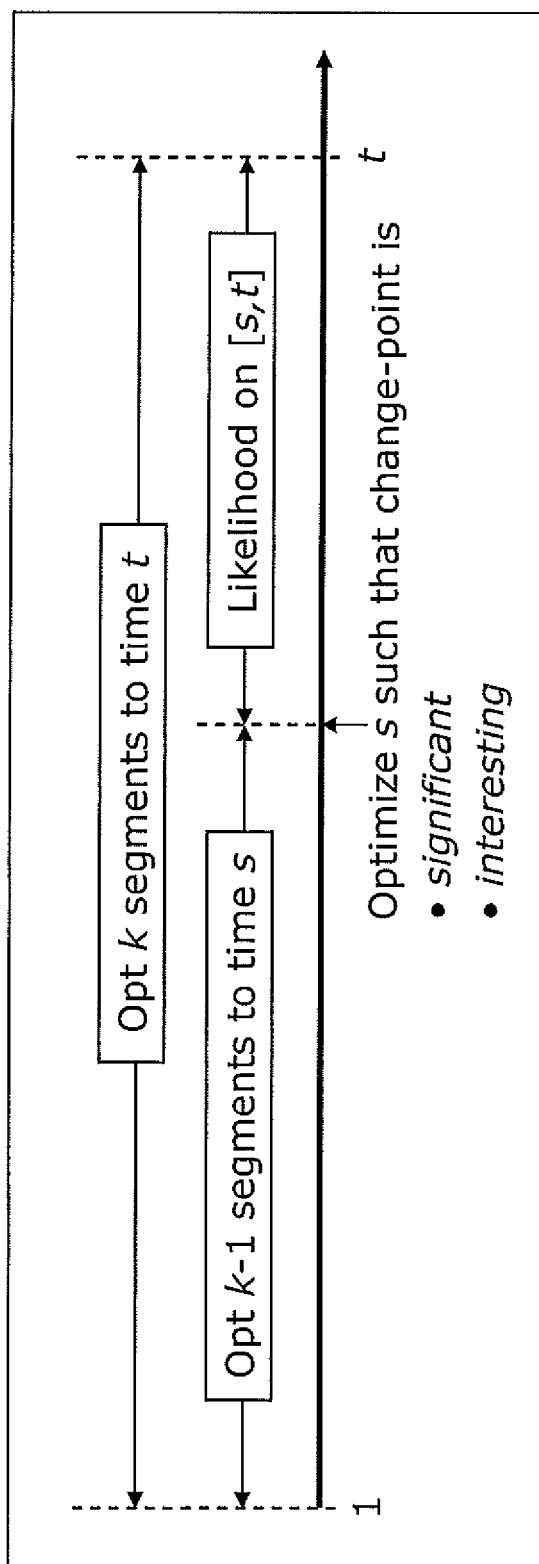 Opt k segments to time t
Opt k-1 segments to time s
Likelihood on [s,t]
1
t
Optimize s such that change-point is
• significant
• interesting